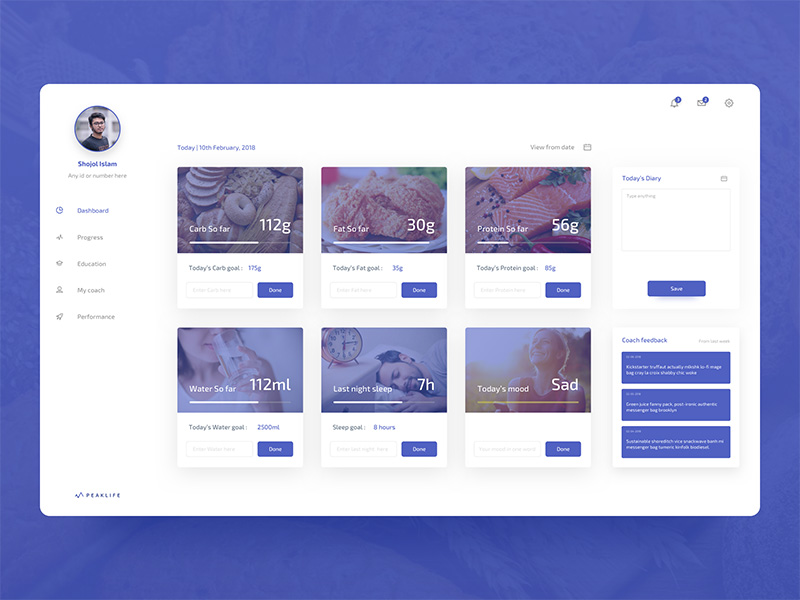 3
2
Shojol Islam
Any id or number here
Dashboard
Progress
Education
My coach
Performance
PEAKLIFE
Today | 10th February, 2018
View from date
Carb So far 112g
Today's Carb goal : 175g
Enter Carb here
Done
Fat So far 30g
Today's Fat goal : 35g
Enter Fat here
Done
Protein So far 56g
Today's Protein goal : 85g
Enter Protein here
Done
Water So far 112ml
Today's Water goal : 2500ml
Enter Water here
Done
Last night sleep 7h
Sleep goal : 8 hours
Enter last night
Done
Today's mood Sad
Your mood in one word
Done
Today's Diary
Type anything
Save
Coach feedback
From last week
Kickstarter truffaut actually mlkshk lo-fi mage
bag cray la croix shabby chic woke
Green juice fanny pack, post-ironic authentic
messenger bag brooklyn
Sustainable shoreditch vice snackwave banh mi
messenger bag tumeric kinfolk biodiesel